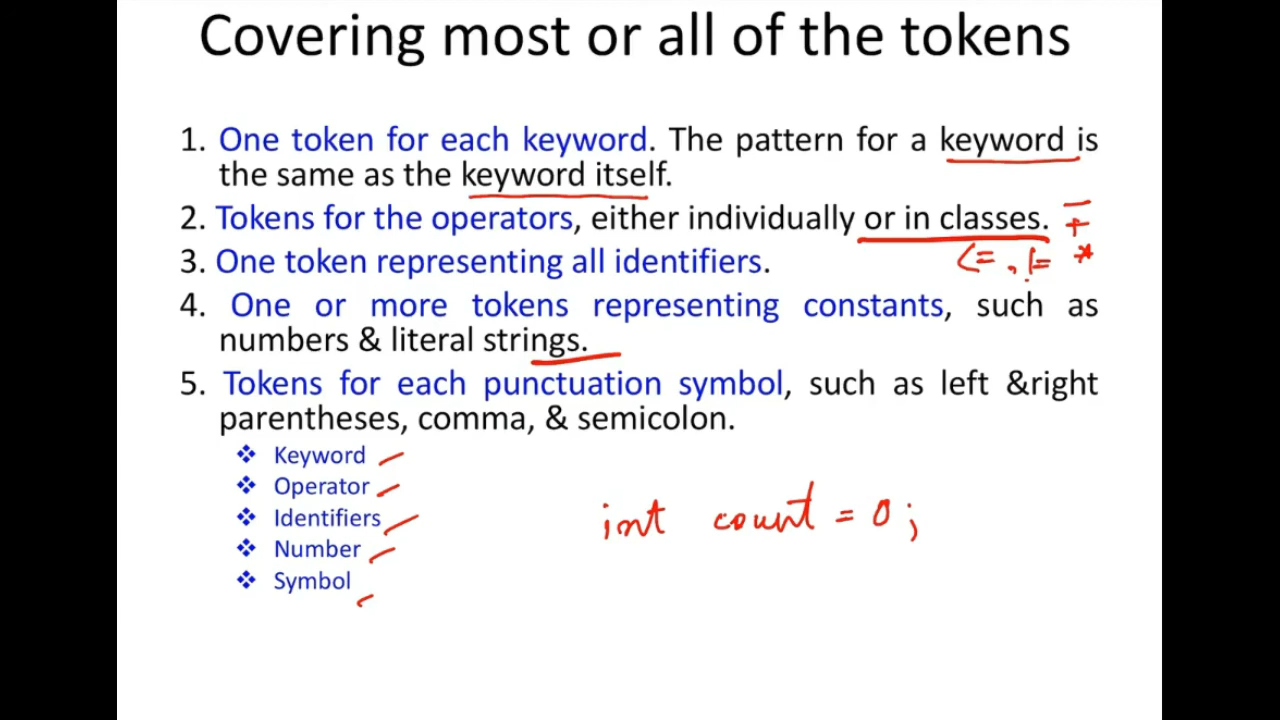 Covering most or all of the tokens
1. One token for each keyword. The pattern for a keyword is
the same as the keyword itself.
2. Tokens for the operators, either individually or in classes. - +
3. One token representing all identifiers. <= , != *
4. One or more tokens representing constants, such as
numbers & literal strings.
5. Tokens for each punctuation symbol, such as left &right
parentheses, comma, & semicolon.
❖ Keyword
❖ Operator
❖ Identifiers
❖ Number
❖ Symbol
int count = 0 ;